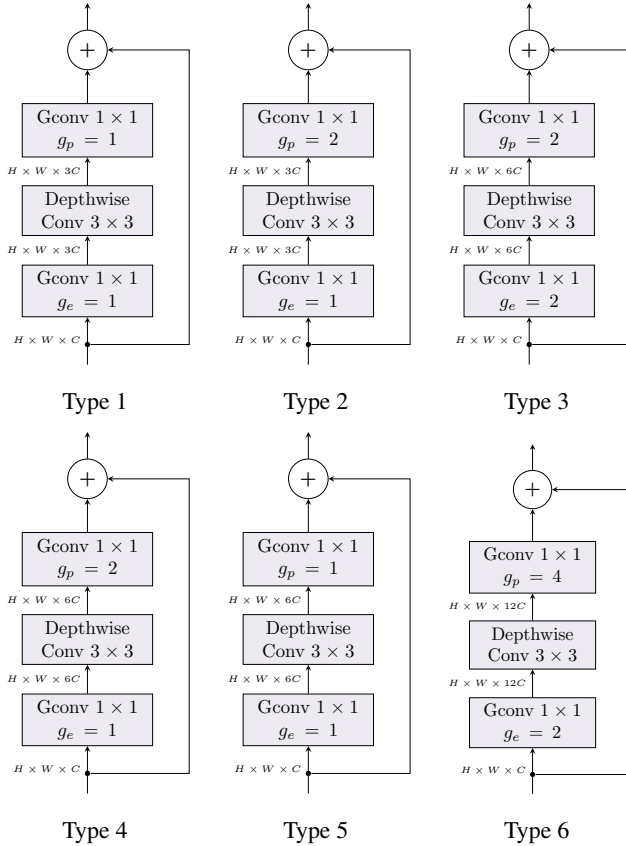 +
Gconv 1 × 1
g_p = 1
H × W × 3C
Depthwise
Conv 3 × 3
H × W × 3C
Gconv 1 × 1
g_e = 1
H × W × C
Type 1
+
Gconv 1 × 1
g_p = 2
H × W × 3C
Depthwise
Conv 3 × 3
H × W × 3C
Gconv 1 × 1
g_e = 1
H × W × C
Type 2
+
Gconv 1 × 1
g_p = 2
H × W × 6C
Depthwise
Conv 3 × 3
H × W × 6C
Gconv 1 × 1
g_e = 2
H × W × C
Type 3
+
Gconv 1 × 1
g_p = 2
H × W × 6C
Depthwise
Conv 3 × 3
H × W × 6C
Gconv 1 × 1
g_e = 1
H × W × C
Type 4
+
Gconv 1 × 1
g_p = 1
H × W × 6C
Depthwise
Conv 3 × 3
H × W × 6C
Gconv 1 × 1
g_e = 1
H × W × C
Type 5
+
Gconv 1 × 1
g_p = 4
H × W × 12C
Depthwise
Conv 3 × 3
H × W × 12C
Gconv 1 × 1
g_e = 2
H × W × C
Type 6